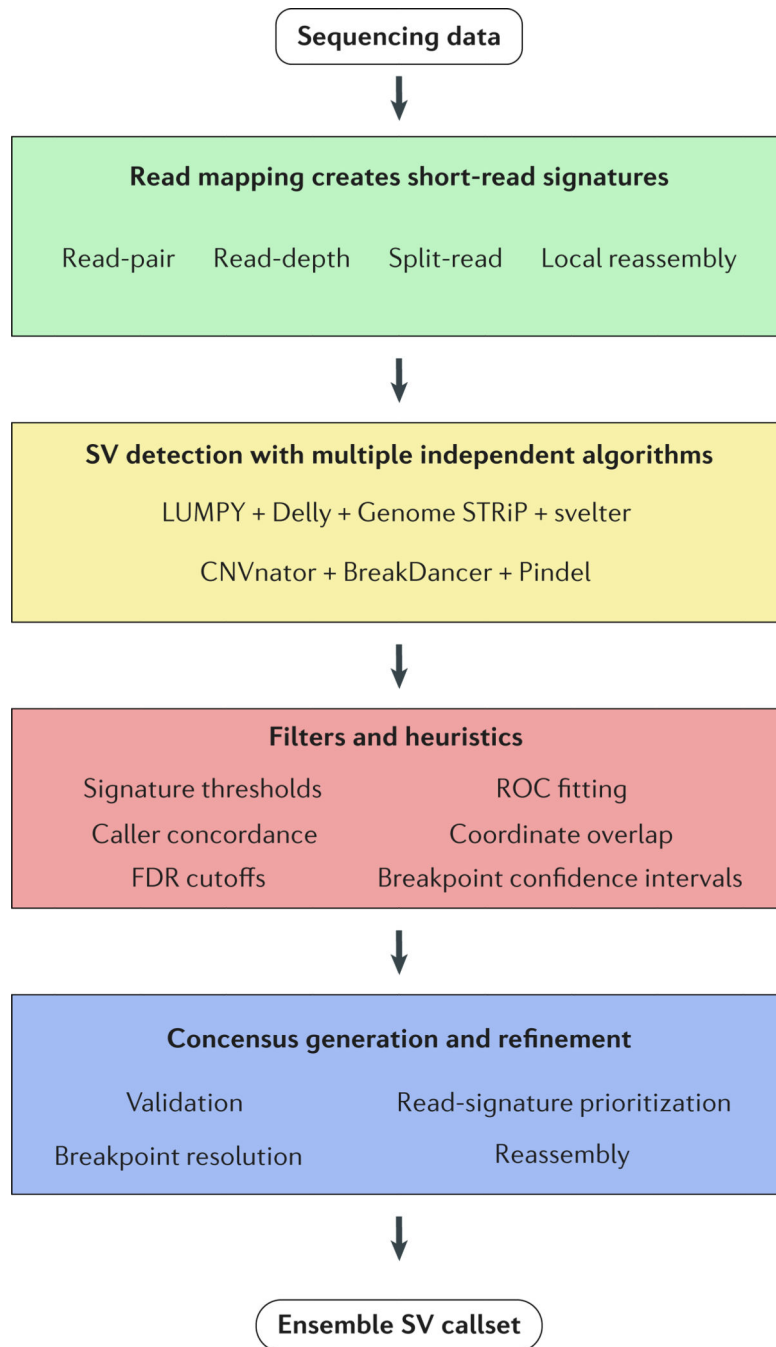 Sequencing data
Read mapping creates short-read signatures
Read-pair Read-depth Split-read Local reassembly
SV detection with multiple independent algorithms
LUMPY + Delly + Genome STRiP + svelter
CNVnator + BreakDancer + Pindel
Filters and heuristics
Signature thresholds ROC fitting
Caller concordance Coordinate overlap
FDR cutoffs Breakpoint confidence intervals
Concensus generation and refinement
Validation Read-signature prioritization
Breakpoint resolution Reassembly
Ensemble SV callset